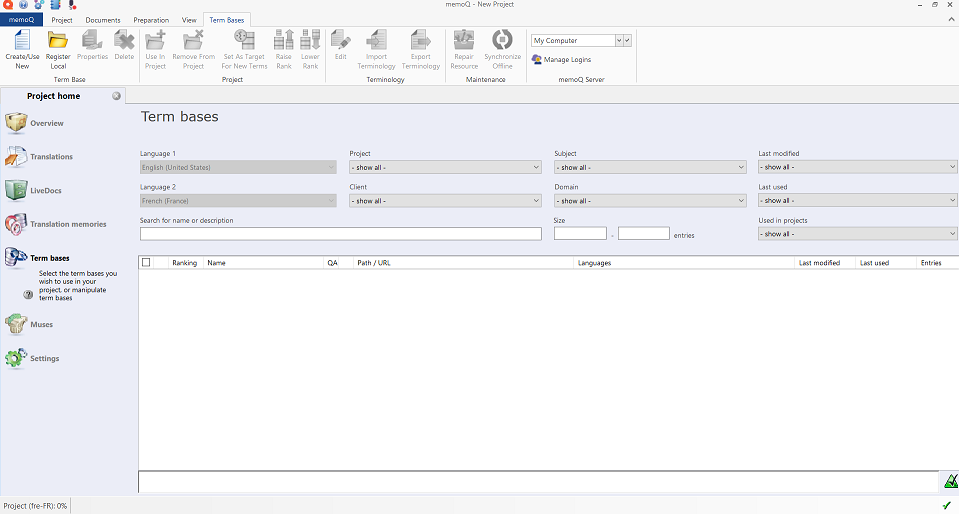 memoQ - New Project
memoQ Project Documents Preparation View Term Bases
Create/Use New
Register Local
Properties
Delete
Term Base
Use In Project
Remove From Project
Set As Target For New Terms
Raise Rank
Lower Rank
Project
Edit
Import Terminology
Export Terminology
Terminology
Repair Resource
Synchronize Offline
Maintenance
My Computer
Manage Logins
memoQ Server
Project home
Overview
Translations
LiveDocs
Translation memories
Term bases
Select the term bases you
wish to use in your
project, or manipulate
term bases
Muses
Settings
Term bases
Language 1 Project Subject Last modified
English (United States) - show all - - show all - - show all -
Language 2 Client Domain Last used
French (France) - show all - - show all - - show all -
Search for name or description Size Used in projects
- entries - show all -
Ranking Name QA Path / URL Languages Last modified Last used Entries
Project (fre-FR): 0%